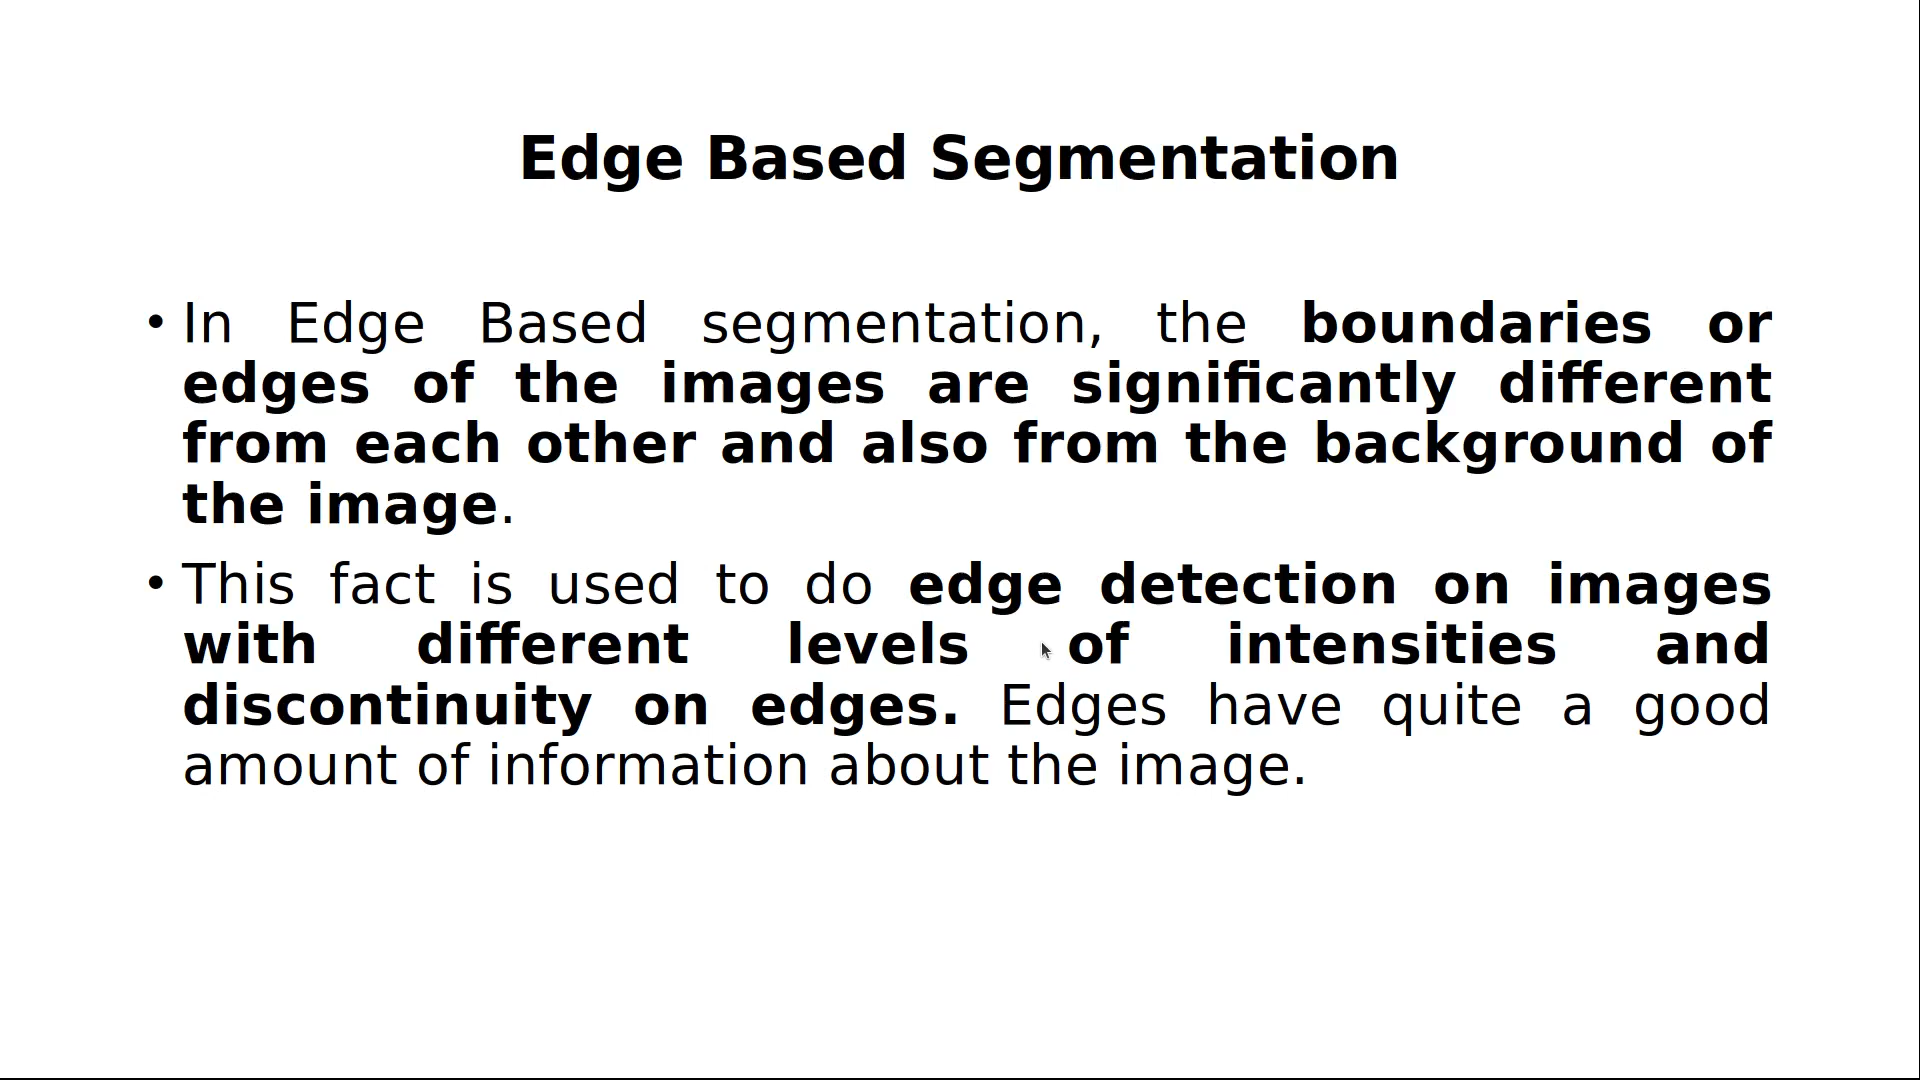 Edge Based Segmentation
• In Edge Based segmentation, the boundaries or
edges of the images are significantly different
from each other and also from the background of
the image.
• This fact is used to do edge detection on images
with different levels of intensities and
discontinuity on edges. Edges have quite a good
amount of information about the image.